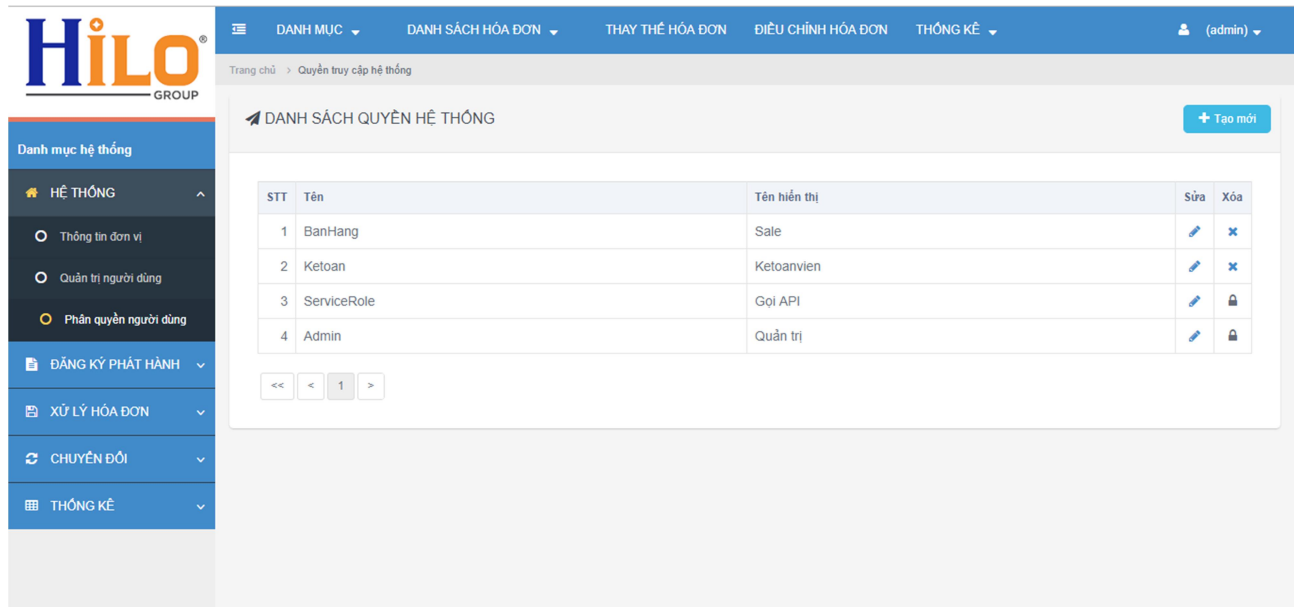 HiLO®
GROUP
DANH MỤC
DANH SÁCH HÓA ĐƠN
THAY THẾ HÓA ĐƠN
ĐIỀU CHỈNH HÓA ĐƠN
THỐNG KÊ
(admin)
Trang chủ > Quyền truy cập hệ thống
DANH SÁCH QUYỀN HỆ THỐNG
+ Tạo mới
Danh mục hệ thống
HỆ THỐNG
Thông tin đơn vị
Quản trị người dùng
Phân quyền người dùng
ĐĂNG KÝ PHÁT HÀNH
XỬ LÝ HÓA ĐƠN
CHUYỂN ĐỔI
THỐNG KÊ
STT Tên Tên hiển thị Sửa Xóa
1 BanHang Sale
2 Ketoan Ketoanvien
3 ServiceRole Gọi API
4 Admin Quản trị
<< < 1 >